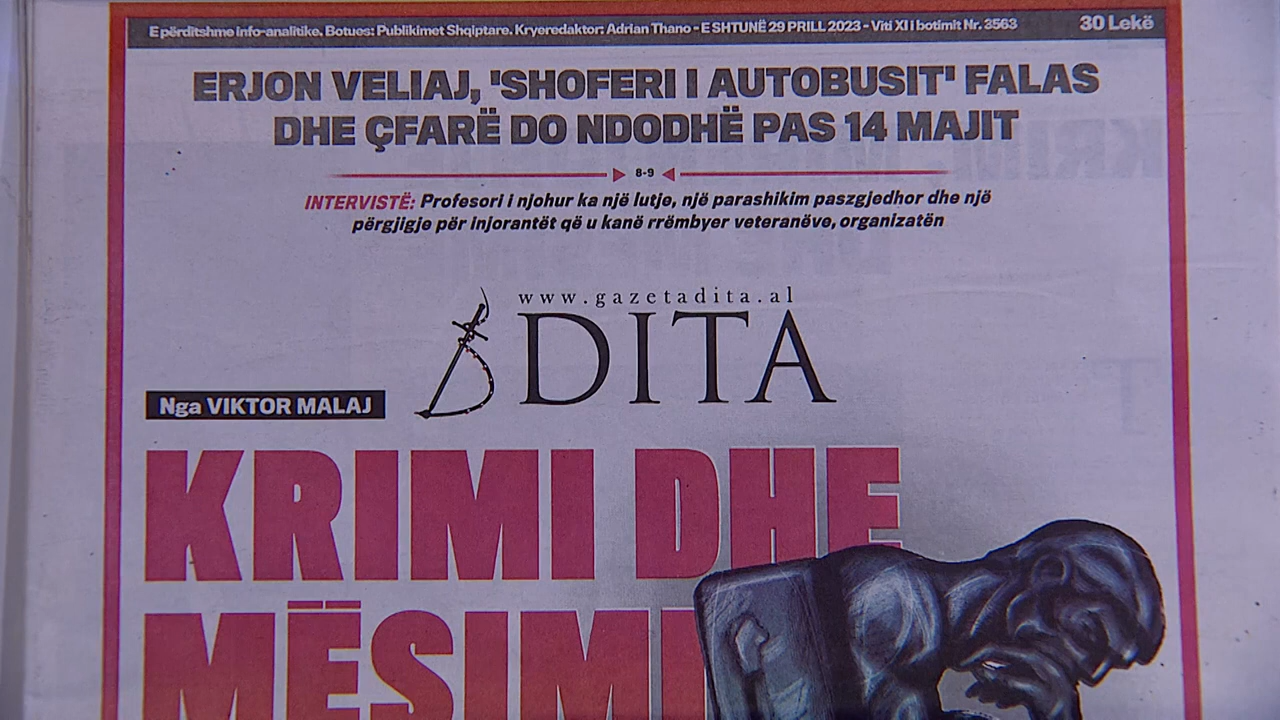 E përditshme info-analitike. Botues: Publikimet Shqiptare. Kryeredaktor: Adrian Thano - E SHTUNË 29 PRILL 2023 - Viti XI i botimit Nr. 3563 30 Lekë
ERJON VELIAJ, 'SHOFERI I AUTOBUSIT' FALAS
DHE ÇFARË DO NDODHË PAS 14 MAJIT
8-9
INTERVISTË: Profesori i njohur ka një lutje, një parashikim paszgjedhor dhe një
përgjigje për injorantët që u kanë rrëmbyer veteranëve, organizatën
www.gazetadita.al
DITA
Nga VIKTOR MALAJ
KRIMI DHE
MËSIMI